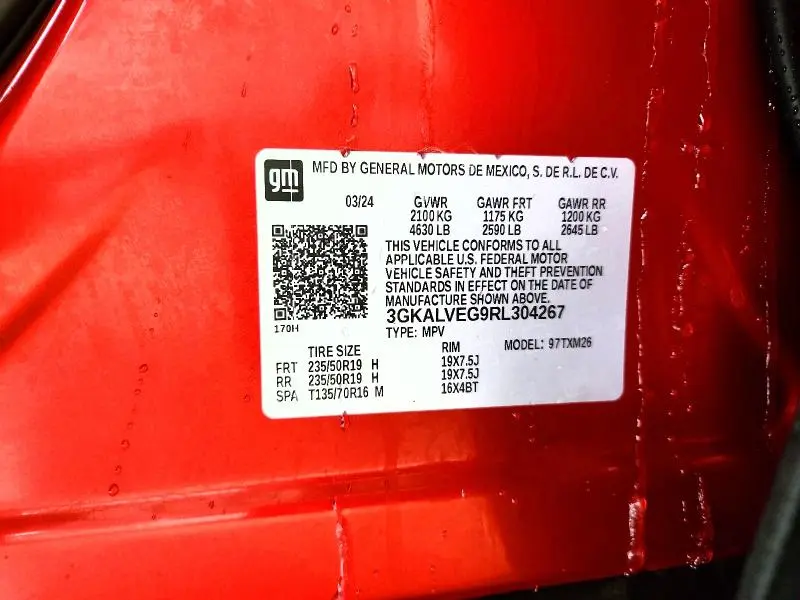 gm
MFD BY GENERAL MOTORS DE MEXICO, S. DE R.L. DE C.V.
03/24 GVWR GAWR FRT GAWR RR
2100 KG 1175 KG 1200 KG
4630 LB 2590 LB 2645 LB
THIS VEHICLE CONFORMS TO ALL
APPLICABLE U.S. FEDERAL MOTOR
VEHICLE SAFETY AND THEFT PREVENTION
STANDARDS IN EFFECT ON THE DATE OF
MANUFACTURE SHOWN ABOVE.
3GKALVEG9RL304267
170H
TYPE: MPV
TIRE SIZE RIM MODEL: 97TXM26
FRT 235/50R19 H 19X7.5J
RR 235/50R19 H 19X7.5J
SPA T135/70R16 M 16X4BT